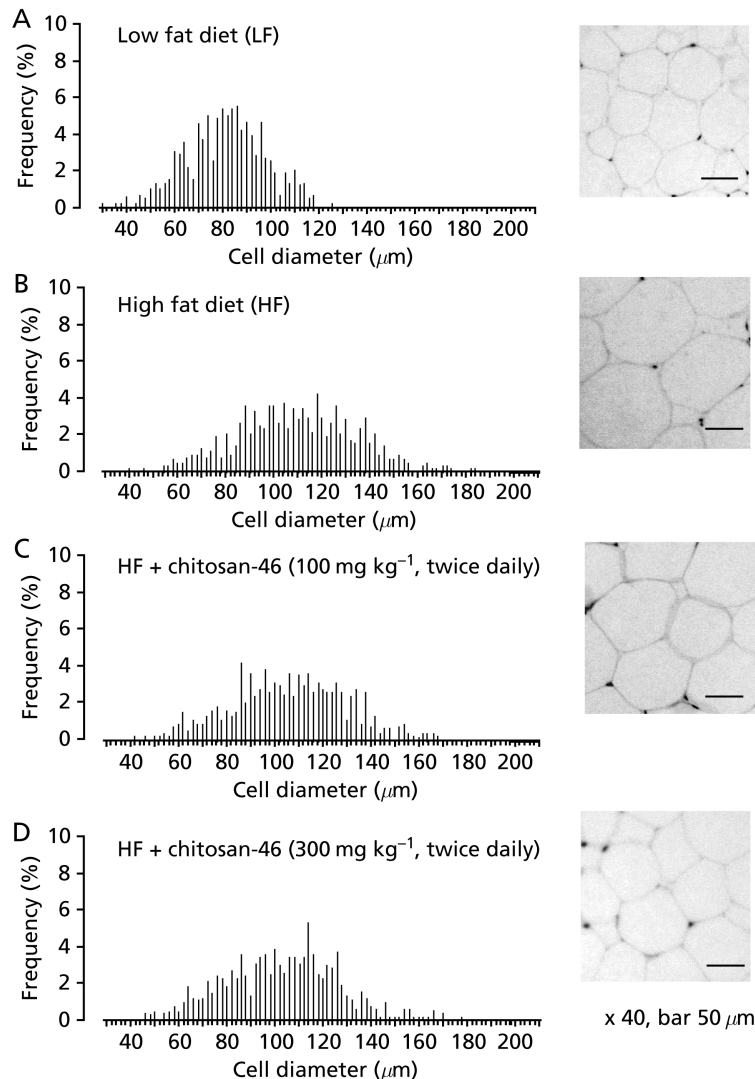 A
Low fat diet (LF)
Frequency (%)
10
8
6
4
2
0
40 60 80 100 120 140 160 180 200
Cell diameter (μm)
B
High fat diet (HF)
Frequency (%)
10
8
6
4
2
0
40 60 80 100 120 140 160 180 200
Cell diameter (μm)
C
HF + chitosan-46 (100 mg kg⁻¹, twice daily)
Frequency (%)
10
8
6
4
2
0
40 60 80 100 120 140 160 180 200
Cell diameter (μm)
D
HF + chitosan-46 (300 mg kg⁻¹, twice daily)
Frequency (%)
10
8
6
4
2
0
40 60 80 100 120 140 160 180 200
Cell diameter (μm)
x 40, bar 50 μm